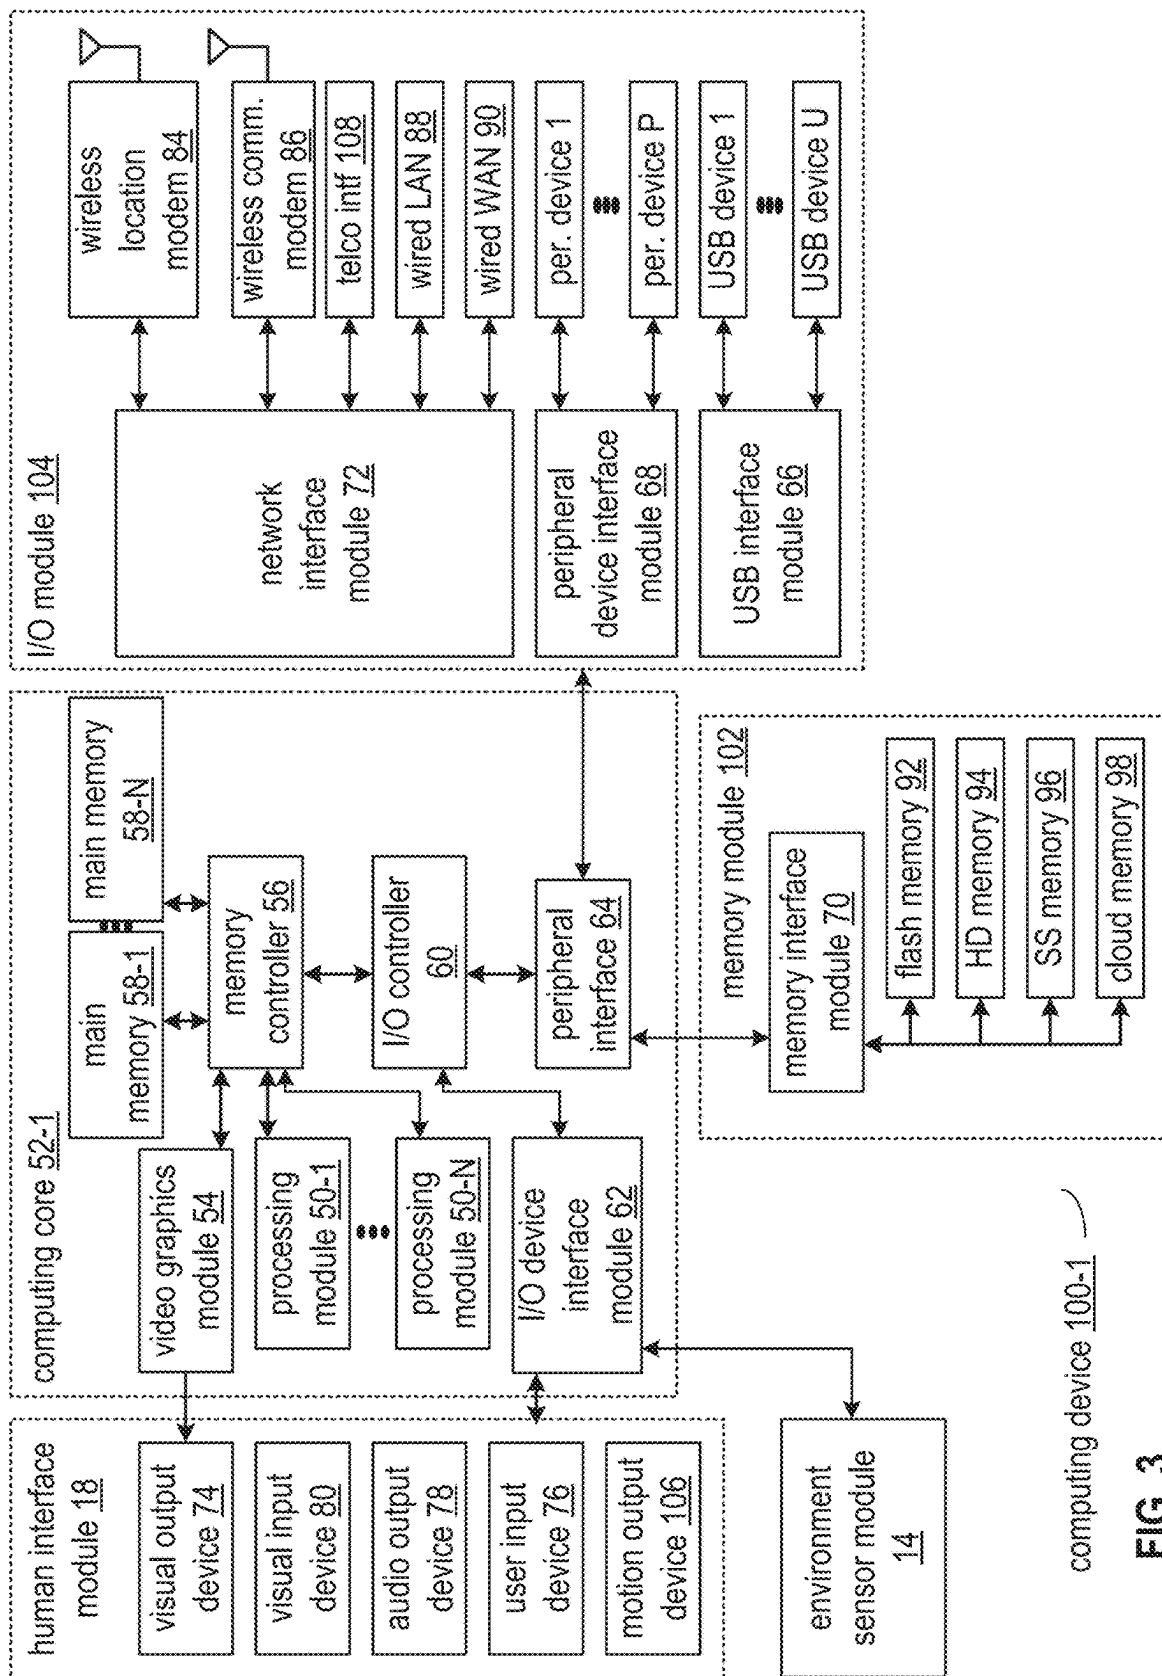 human interface
module 18
visual output
device 74
visual input
device 80
audio output
device 78
user input
device 76
motion output
device 106
environment
sensor module
14
computing core 52-1
video graphics
module 54
processing
module 50-1
processing
module 50-N
I/O device
interface
module 62
main
memory 58-1
main memory
58-N
memory
controller 56
I/O controller
60
peripheral
interface 64
memory module 102
memory interface
module 70
flash memory 92
HD memory 94
SS memory 96
cloud memory 98
I/O module 104
network
interface
module 72
peripheral
device interface
module 68
USB interface
module 66
wireless
location
modem 84
wireless comm.
modem 86
telco intf 108
wired LAN 88
wired WAN 90
per. device 1
per. device P
USB device 1
USB device U
computing device 100-1
FIG. 3